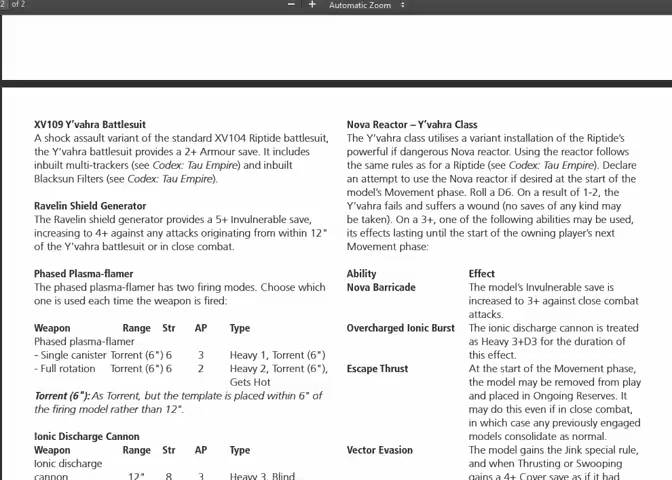 2 of 2
Automatic Zoom
XV109 Y'vahra Battlesuit
A shock assault variant of the standard XV104 Riptide battlesuit,
the Y'vahra battlesuit provides a 2+ Armour save. It includes
inbuilt multi-trackers (see Codex: Tau Empire) and inbuilt
Blacksun Filters (see Codex: Tau Empire).
Ravelin Shield Generator
The Ravelin shield generator provides a 5+ Invulnerable save,
increasing to 4+ against any attacks originating from within 12"
of the Y'vahra battlesuit or in close combat.
Phased Plasma-flamer
The phased plasma-flamer has two firing modes. Choose which
one is used each time the weapon is fired:
Weapon Range Str AP Type
Phased plasma-flamer
- Single canister Torrent (6") 6 3 Heavy 1, Torrent (6")
- Full rotation Torrent (6") 6 2 Heavy 2, Torrent (6"),
Gets Hot
Torrent (6"): As Torrent, but the template is placed within 6" of
the firing model rather than 12".
Ionic Discharge Cannon
Weapon Range Str AP Type
Ionic discharge
cannon 12" 8 3 Heavy 3, Blind
Nova Reactor – Y'vahra Class
The Y'vahra class utilises a variant installation of the Riptide's
powerful if dangerous Nova reactor. Using the reactor follows
the same rules as for a Riptide (see Codex: Tau Empire). Declare
an attempt to use the Nova reactor if desired at the start of the
model's Movement phase. Roll a D6. On a result of 1-2, the
Y'vahra fails and suffers a wound (no saves of any kind may
be taken). On a 3+, one of the following abilities may be used,
its effects lasting until the start of the owning player's next
Movement phase:
Ability Effect
Nova Barricade The model's Invulnerable save is
increased to 3+ against close combat
attacks.
Overcharged Ionic Burst The ionic discharge cannon is treated
as Heavy 3+D3 for the duration of
this effect.
Escape Thrust At the start of the Movement phase,
the model may be removed from play
and placed in Ongoing Reserves. It
may do this even if in close combat,
in which case any previously engaged
models consolidate as normal.
Vector Evasion The model gains the Jink special rule,
and when Thrusting or Swooping
gains a 4+ Cover save as if it had